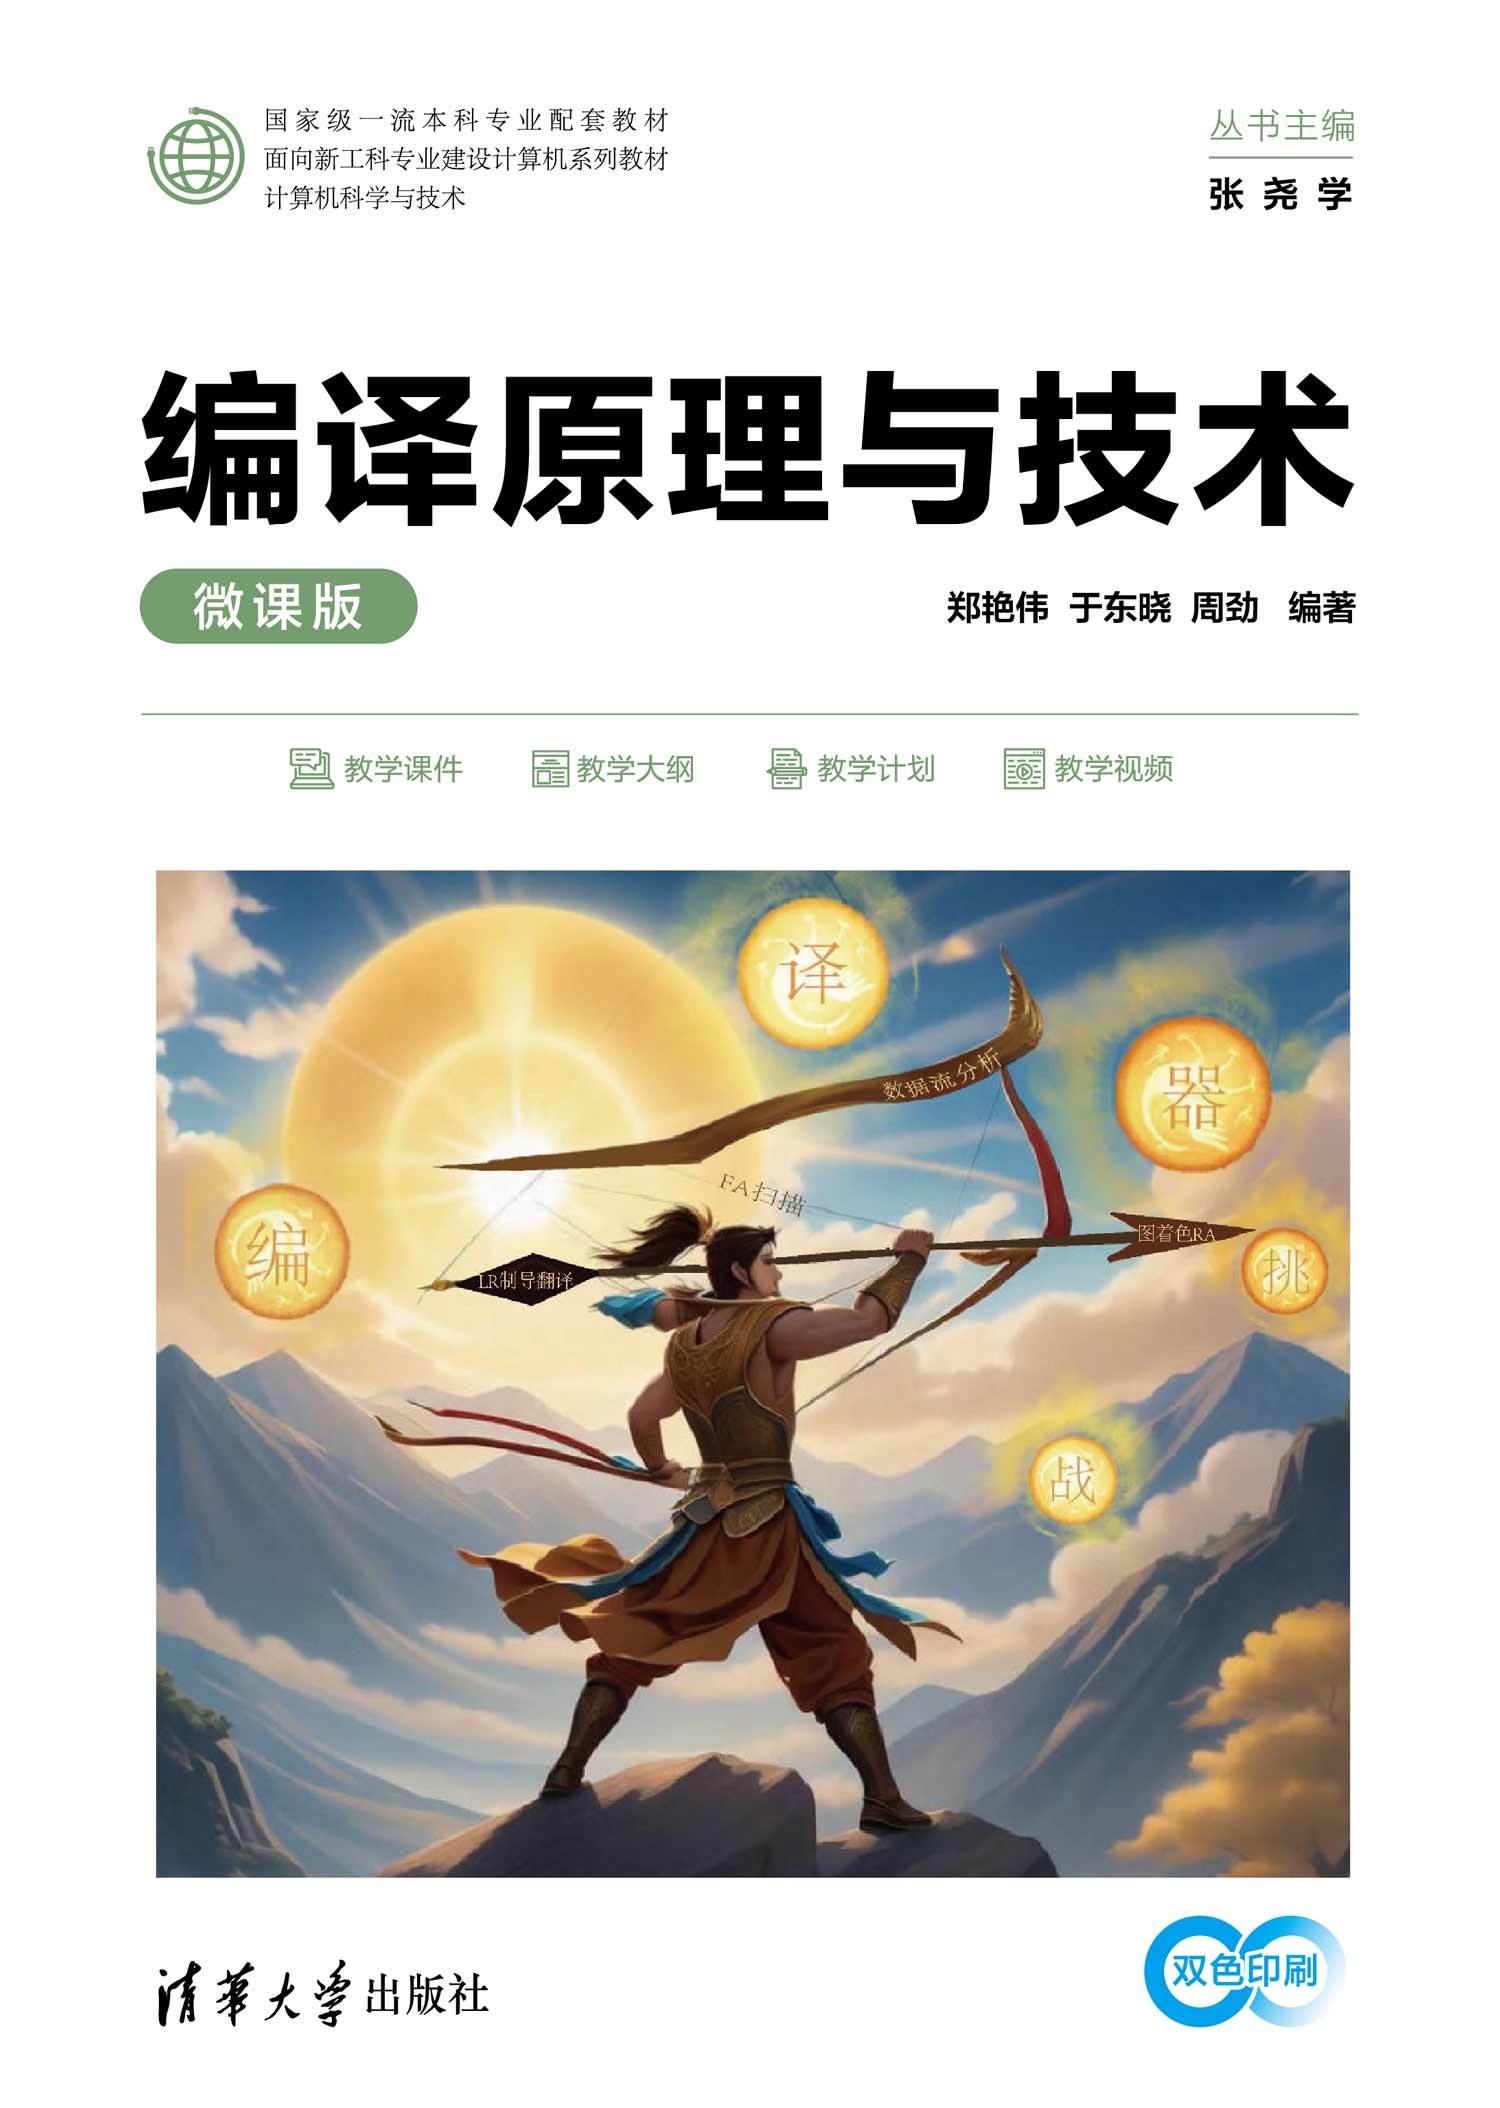 国家级一流本科专业配套教材
面向新工科专业建设计算机系列教材
计算机科学与技术
丛书主编
张尧学
编译原理与技术
微课版
郑艳伟 于东晓 周劲 编著
教学课件 教学大纲 教学计划 教学视频
译
器
数据流分析
FA扫描
编
LR制导翻译
图着色RA
挑
战
清华大学出版社
双色印刷